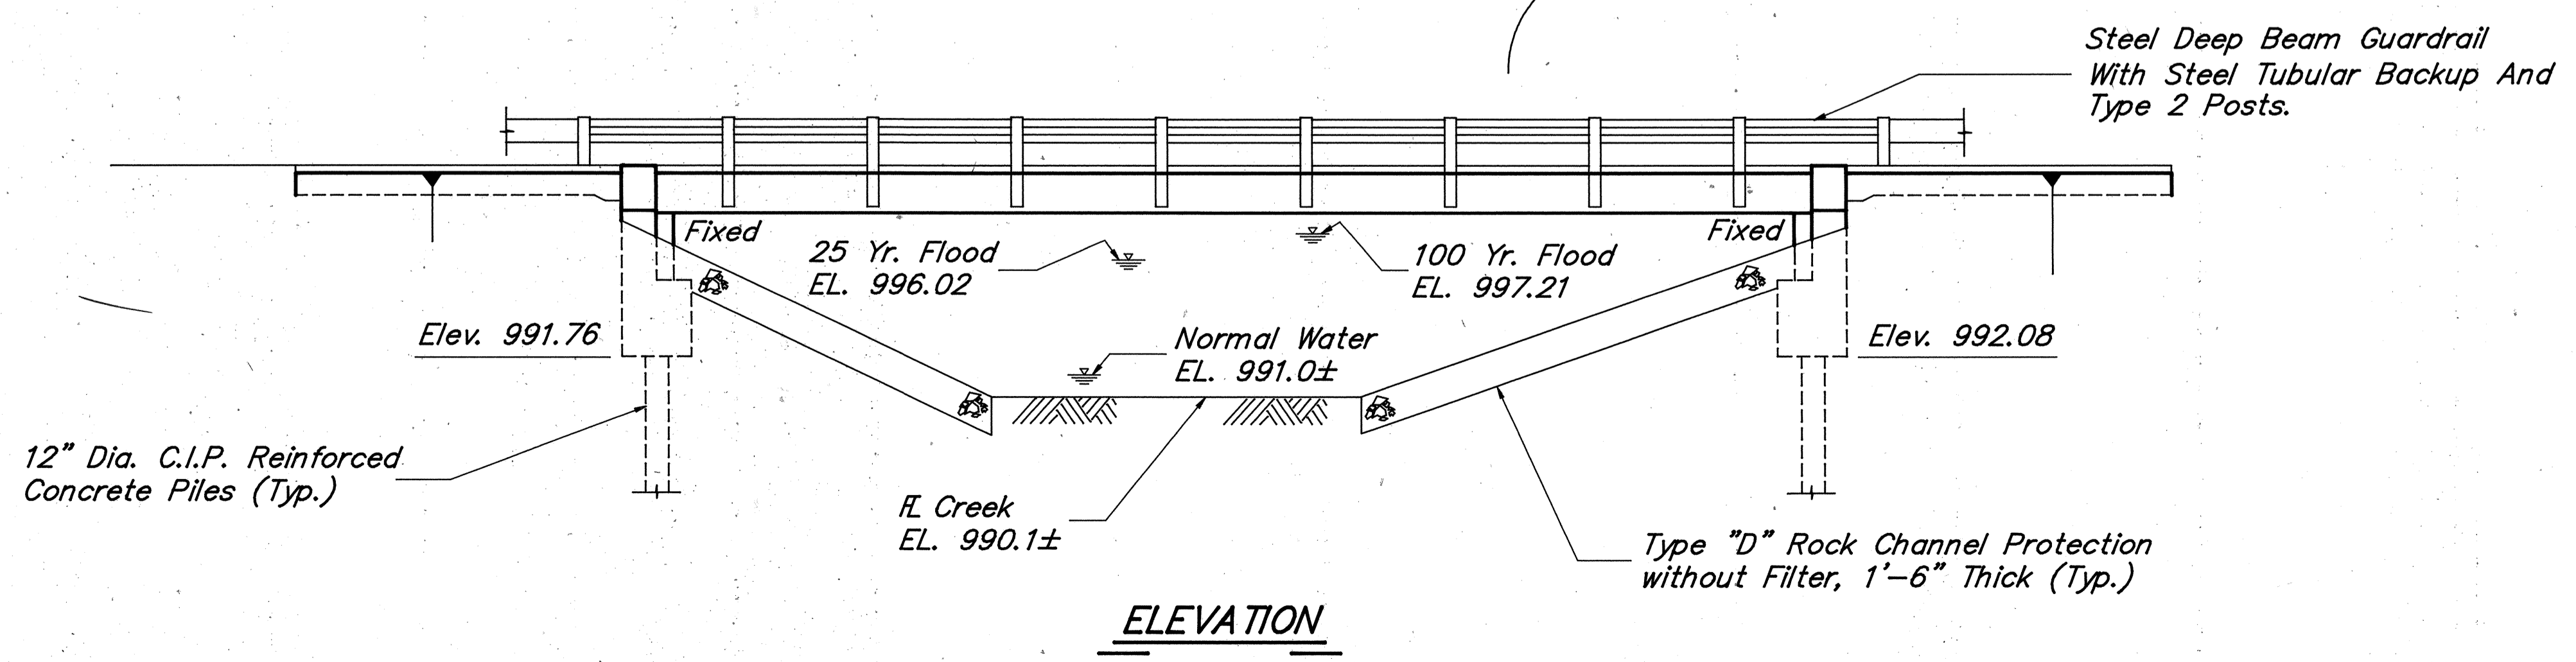 Steel Deep Beam Guardrail
With Steel Tubular Backup And
Type 2 Posts.
Fixed
Fixed
25 Yr. Flood
EL. 996.02
100 Yr. Flood
EL. 997.21
Elev. 991.76
Normal Water
EL. 991.0±
Elev. 992.08
12" Dia. C.I.P. Reinforced
Concrete Piles (Typ.)
℄ Creek
EL. 990.1±
Type "D" Rock Channel Protection
without Filter, 1'-6" Thick (Typ.)
ELEVATION